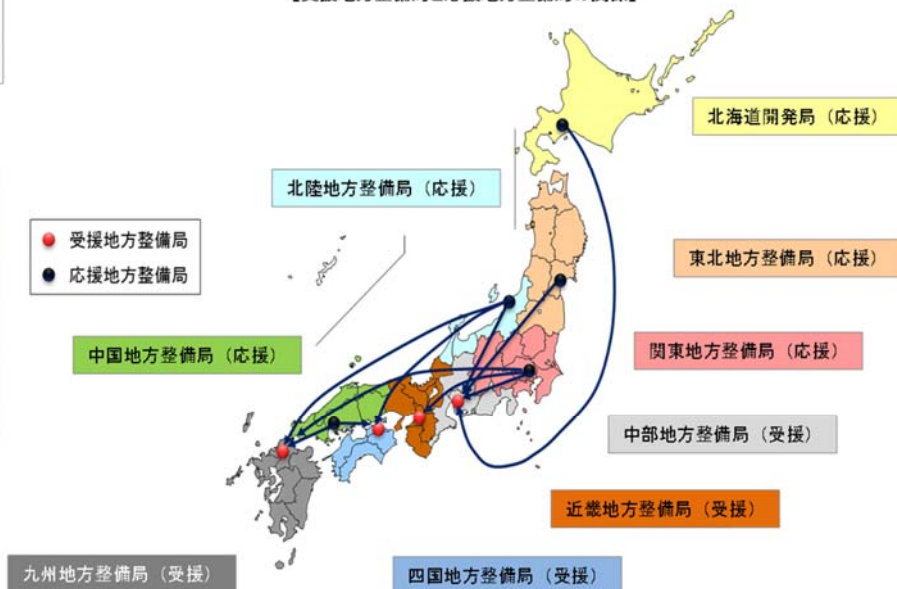 北海道開発局（応援）
北陸地方整備局（応援）
受援地方整備局
応援地方整備局
東北地方整備局（応援）
中国地方整備局（応援）
関東地方整備局（応援）
中部地方整備局（受援）
近畿地方整備局（受援）
九州地方整備局（受援）
四国地方整備局（受援）